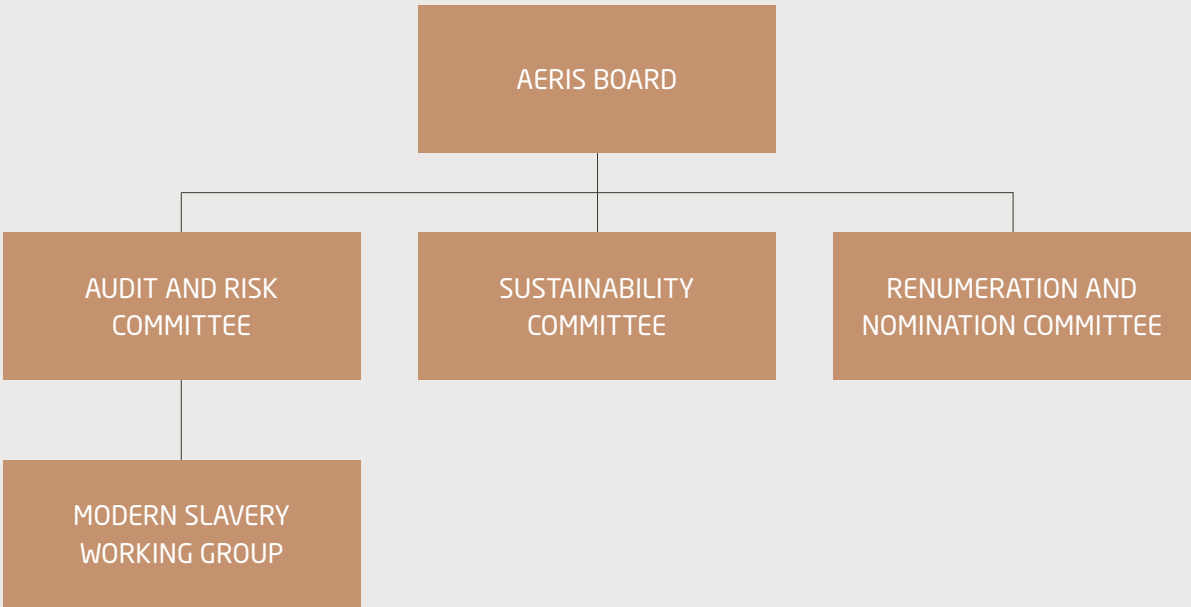 AERIS BOARD
AUDIT AND RISK
COMMITTEE
SUSTAINABILITY
COMMITTEE
RENUMERATION AND
NOMINATION COMMITTEE
MODERN SLAVERY
WORKING GROUP